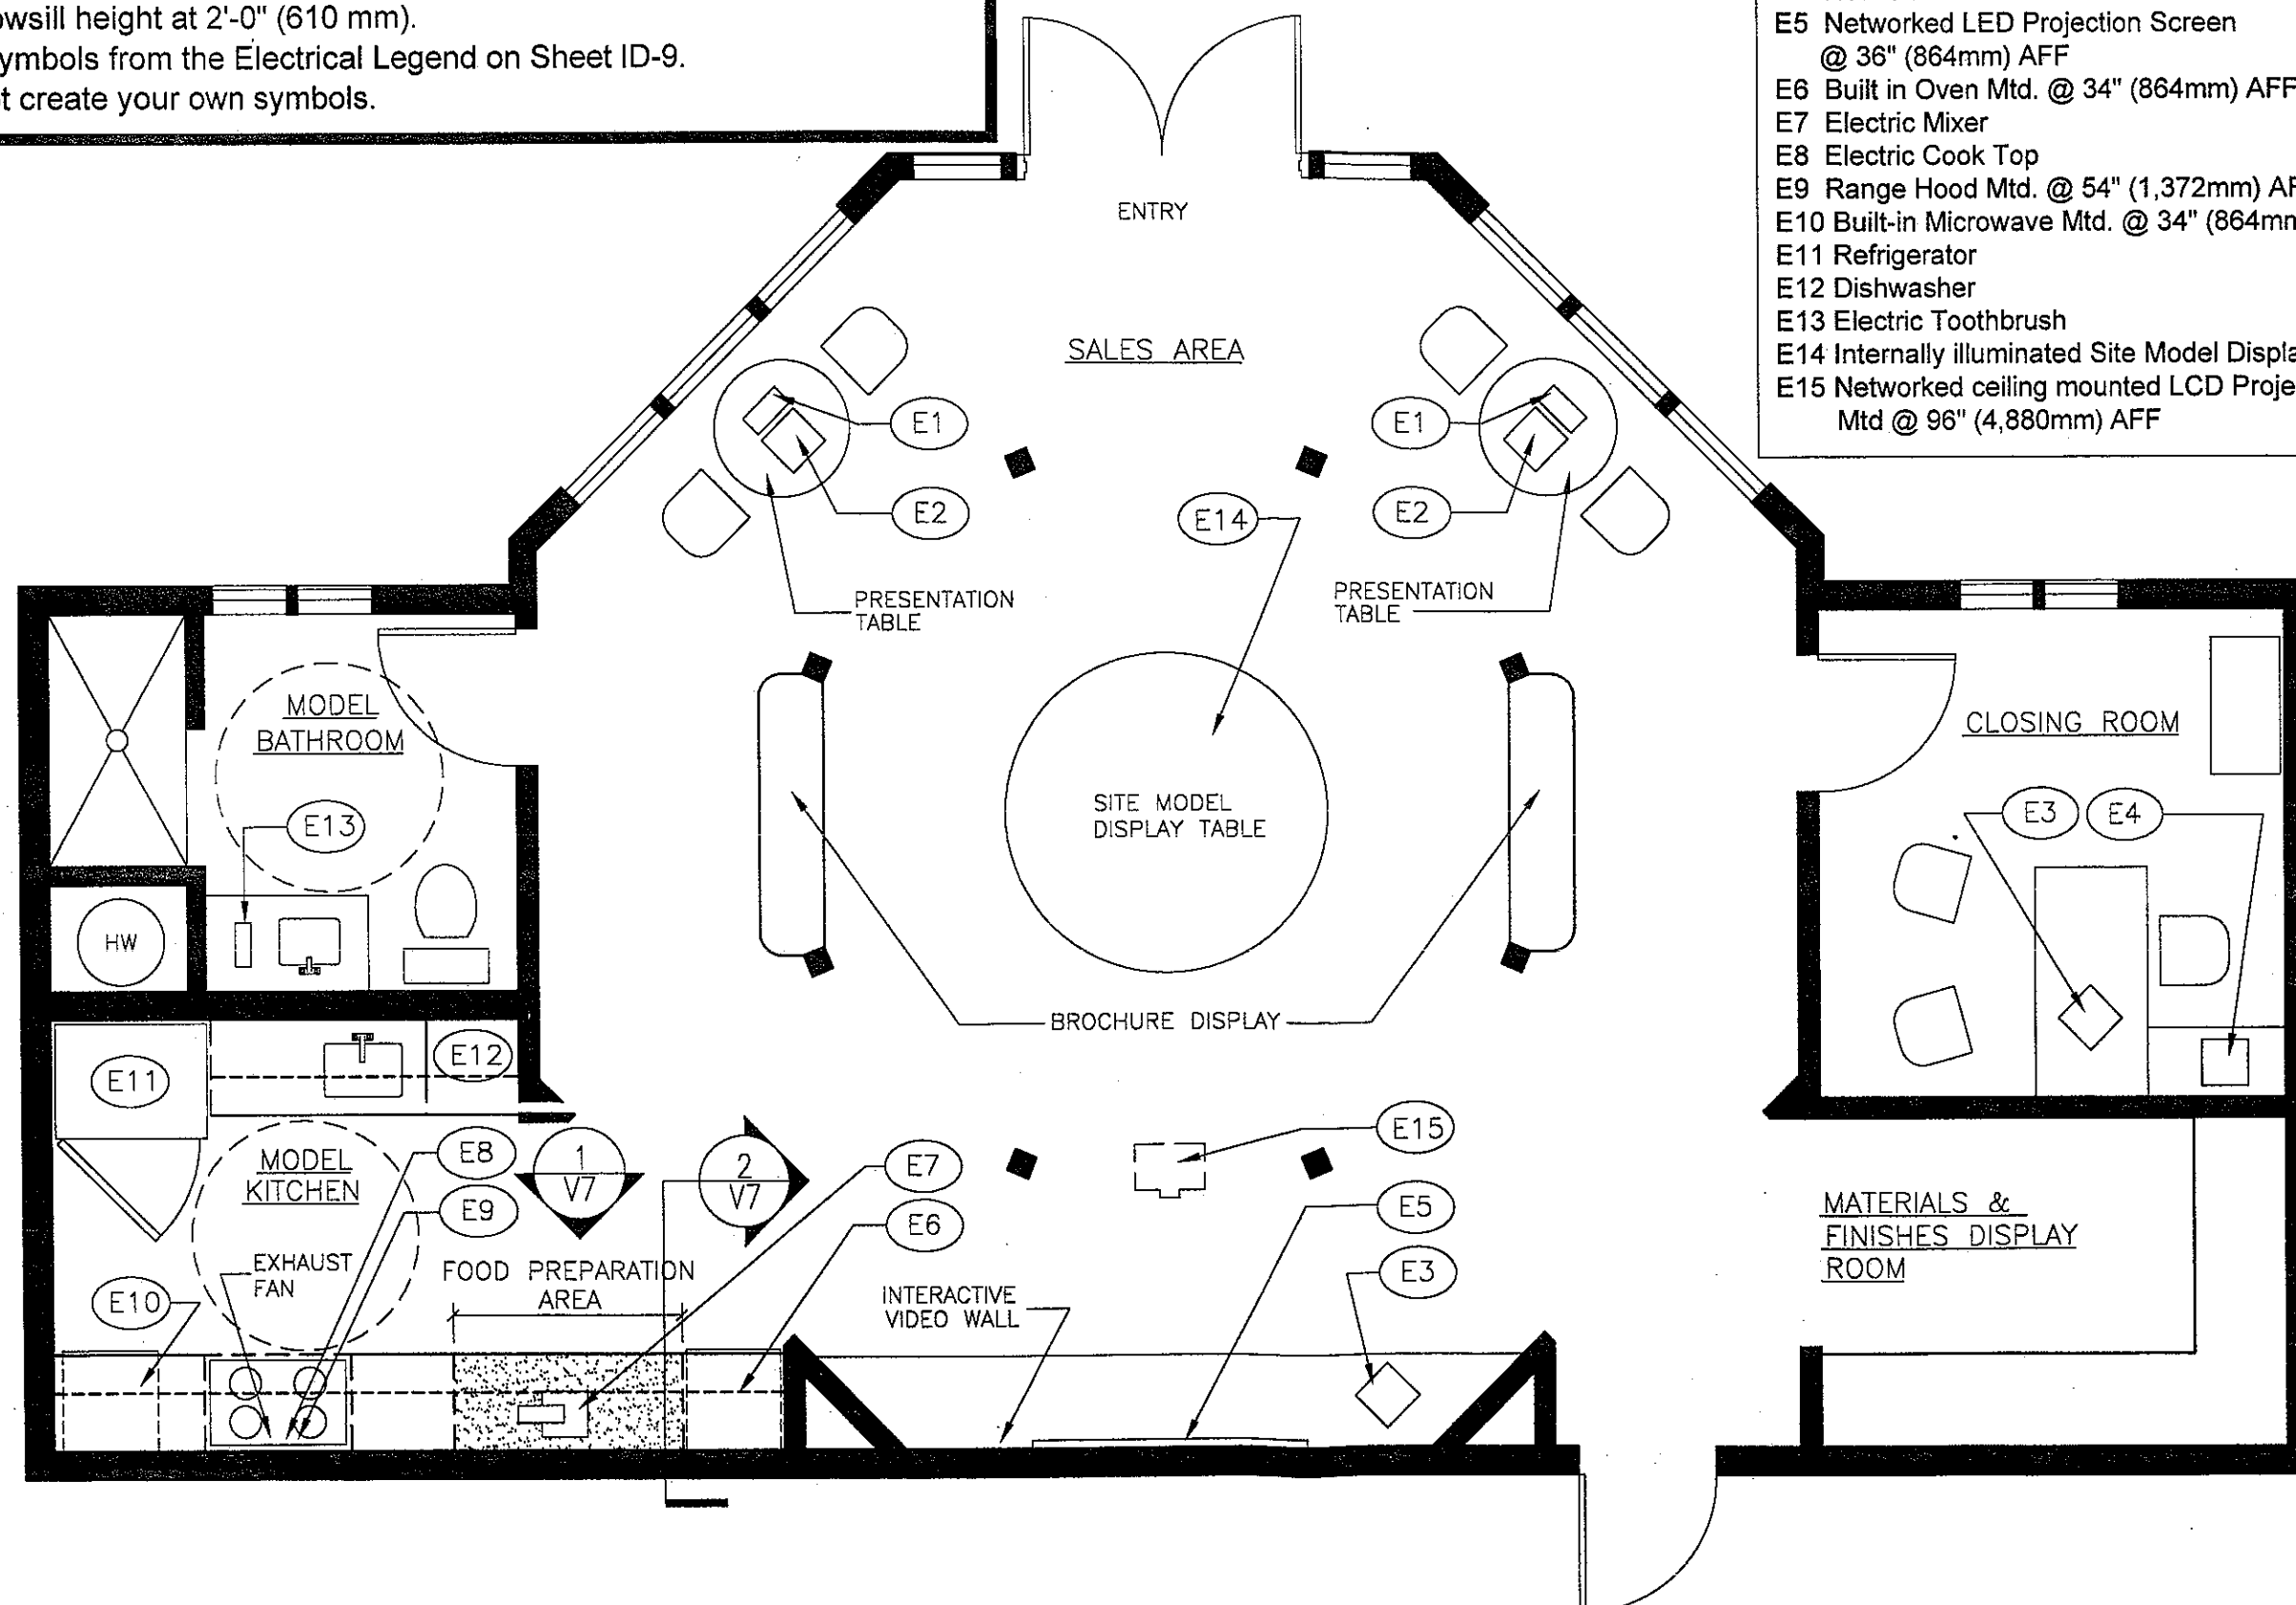 owsill height at 2'-0" (610 mm).
ymbols from the Electrical Legend on Sheet ID-9.
t create your own symbols.
E5 Networked LED Projection Screen
@ 36" (864mm) AFF
E6 Built in Oven Mtd. @ 34" (864mm) AFF
E7 Electric Mixer
E8 Electric Cook Top
E9 Range Hood Mtd. @ 54" (1,372mm) AF
E10 Built-in Microwave Mtd. @ 34" (864mm
E11 Refrigerator
E12 Dishwasher
E13 Electric Toothbrush
E14 Internally illuminated Site Model Displa
E15 Networked ceiling mounted LCD Proje
Mtd @ 96" (4,880mm) AFF
ENTRY
SALES AREA
E1
E1
E2
E14
E2
PRESENTATION
TABLE
PRESENTATION
TABLE
MODEL
BATHROOM
CLOSING ROOM
SITE MODEL
DISPLAY TABLE
E13
E3
E4
HW
BROCHURE DISPLAY
E11
E12
E15
MODEL
KITCHEN
E8
E9
1
V7
2
V7
E7
E6
E5
E3
MATERIALS &
FINISHES DISPLAY
ROOM
EXHAUST
FAN
FOOD PREPARATION
AREA
E10
INTERACTIVE
VIDEO WALL